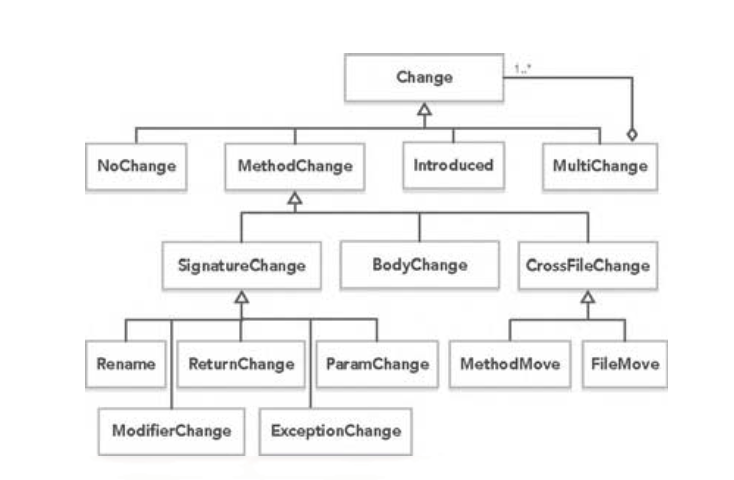 Change
1..*
NoChange
MethodChange
Introduced
MultiChange
SignatureChange
BodyChange
CrossFileChange
Rename
ReturnChange
ParamChange
MethodMove
FileMove
ModifierChange
ExceptionChange